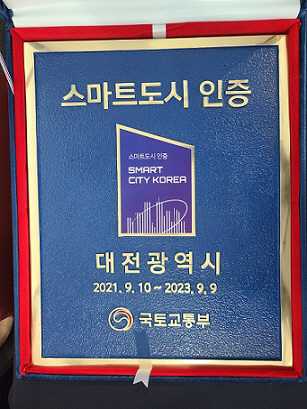 스마트도시 인증
스마트도시 인증
SMART
CITY KOREA
대전광역시
2021. 9. 10 ~ 2023. 9. 9
국토교통부